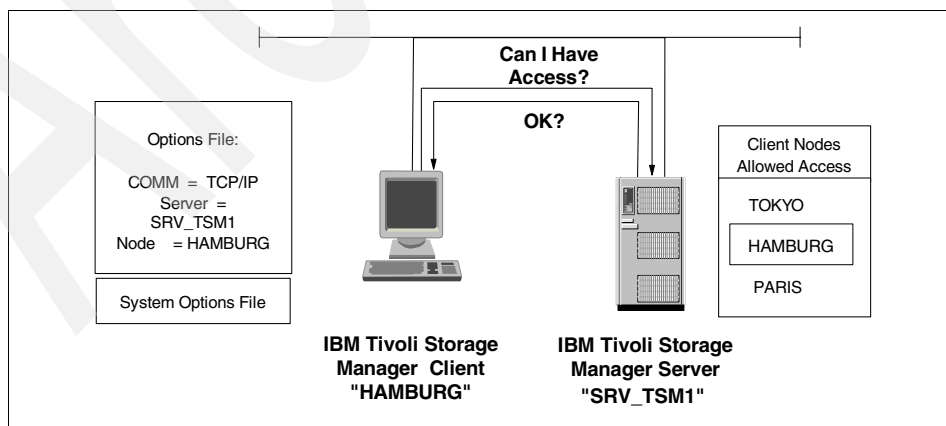 Can I Have
Access?
OK?
Options File:
COMM = TCP/IP
Server =
SRV_TSM1
Node = HAMBURG
System Options File
Client Nodes
Allowed Access
TOKYO
HAMBURG
PARIS
IBM Tivoli Storage
Manager Client
"HAMBURG"
IBM Tivoli Storage
Manager Server
"SRV_TSM1"